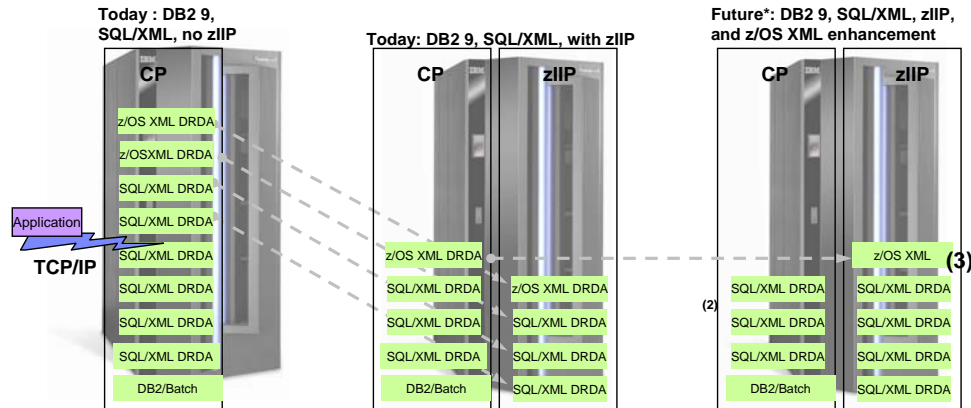 Today : DB2 9,
SQL/XML, no zIIP
CP
z/OS XML DRDA
z/OSXML DRDA
SQL/XML DRDA
SQL/XML DRDA
SQL/XML DRDA
SQL/XML DRDA
SQL/XML DRDA
SQL/XML DRDA
DB2/Batch
Application
TCP/IP
Today: DB2 9, SQL/XML, with zIIP
CP
zIIP
z/OS XML DRDA
SQL/XML DRDA
SQL/XML DRDA
SQL/XML DRDA
DB2/Batch
z/OS XML DRDA
SQL/XML DRDA
SQL/XML DRDA
SQL/XML DRDA
Future*: DB2 9, SQL/XML, zIIP,
and z/OS XML enhancement
CP
zIIP
(2)
SQL/XML DRDA
SQL/XML DRDA
SQL/XML DRDA
DB2/Batch
z/OS XML
(3)
SQL/XML DRDA
SQL/XML DRDA
SQL/XML DRDA
SQL/XML DRDA